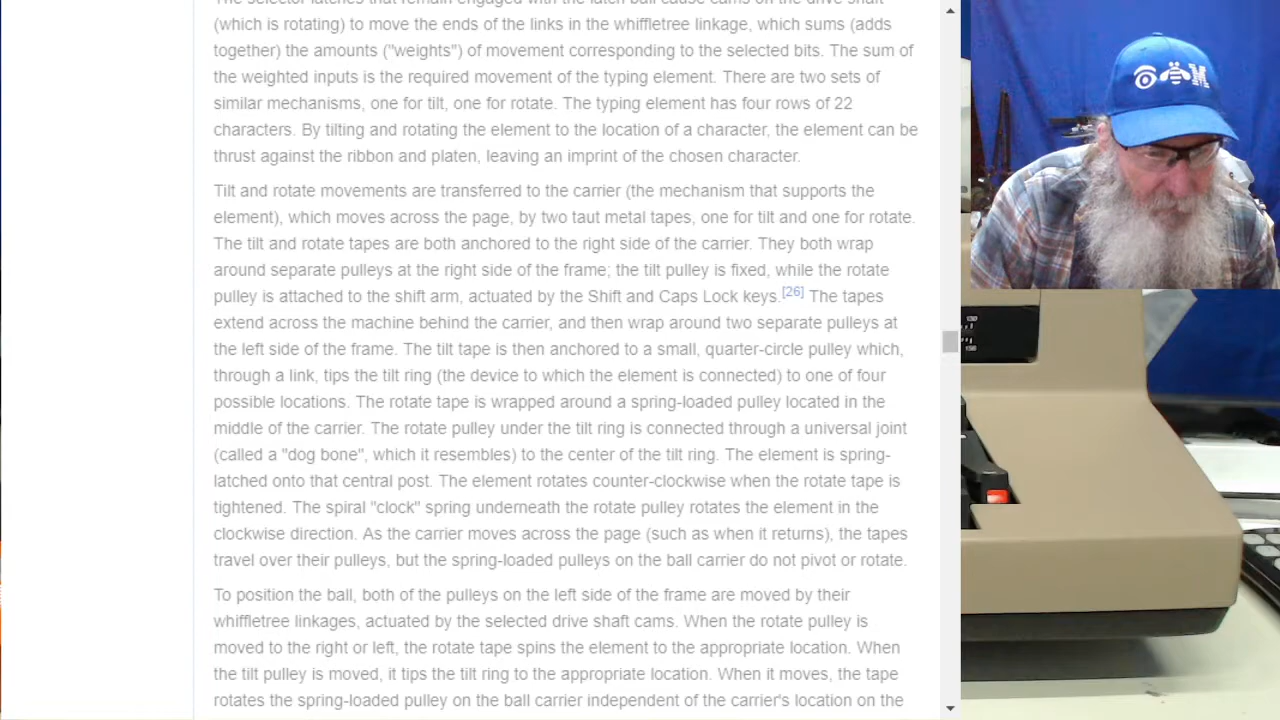 The selector latches that remain engaged with the latch bail cause cams on the drive shaft
(which is rotating) to move the ends of the links in the whiffletree linkage, which sums (adds
together) the amounts ("weights") of movement corresponding to the selected bits. The sum of
the weighted inputs is the required movement of the typing element. There are two sets of
similar mechanisms, one for tilt, one for rotate. The typing element has four rows of 22
characters. By tilting and rotating the element to the location of a character, the element can be
thrust against the ribbon and platen, leaving an imprint of the chosen character.
Tilt and rotate movements are transferred to the carrier (the mechanism that supports the
element), which moves across the page, by two taut metal tapes, one for tilt and one for rotate.
The tilt and rotate tapes are both anchored to the right side of the carrier. They both wrap
around separate pulleys at the right side of the frame; the tilt pulley is fixed, while the rotate
pulley is attached to the shift arm, actuated by the Shift and Caps Lock keys.[26] The tapes
extend across the machine behind the carrier, and then wrap around two separate pulleys at
the left side of the frame. The tilt tape is then anchored to a small, quarter-circle pulley which,
through a link, tips the tilt ring (the device to which the element is connected) to one of four
possible locations. The rotate tape is wrapped around a spring-loaded pulley located in the
middle of the carrier. The rotate pulley under the tilt ring is connected through a universal joint
(called a "dog bone", which it resembles) to the center of the tilt ring. The element is spring-
latched onto that central post. The element rotates counter-clockwise when the rotate tape is
tightened. The spiral "clock" spring underneath the rotate pulley rotates the element in the
clockwise direction. As the carrier moves across the page (such as when it returns), the tapes
travel over their pulleys, but the spring-loaded pulleys on the ball carrier do not pivot or rotate.
To position the ball, both of the pulleys on the left side of the frame are moved by their
whiffletree linkages, actuated by the selected drive shaft cams. When the rotate pulley is
moved to the right or left, the rotate tape spins the element to the appropriate location. When
the tilt pulley is moved, it tips the tilt ring to the appropriate location. When it moves, the tape
rotates the spring-loaded pulley on the ball carrier independent of the carrier's location on the